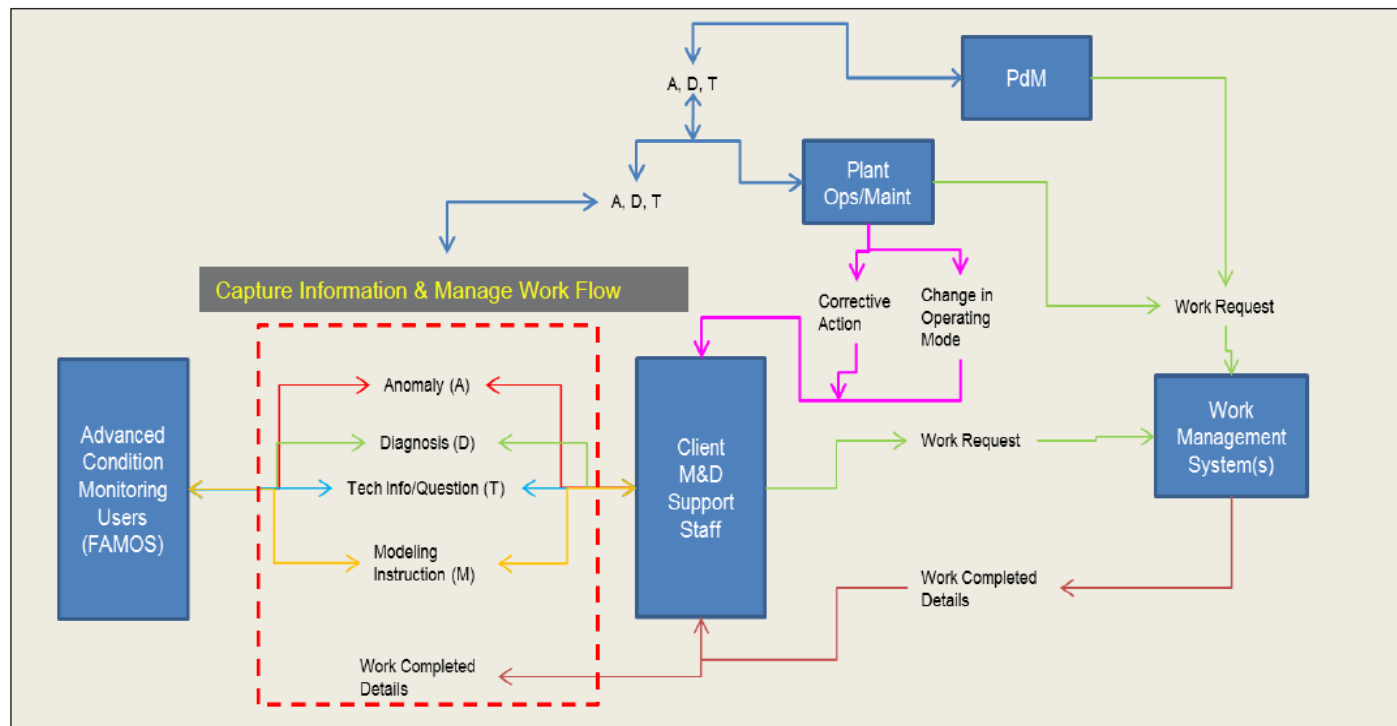 A, D, T
PdM
A, D, T
Plant
Ops/Maint
Capture Information & Manage Work Flow
Corrective
Action
Change in
Operating
Mode
Work Request
Advanced
Condition
Monitoring
Users
(FAMOS)
Anomaly (A)
Diagnosis (D)
Tech Info/Question (T)
Modeling
Instruction (M)
Work Completed
Details
Client
M&D
Support
Staff
Work Request
Work
Management
System(s)
Work Completed
Details